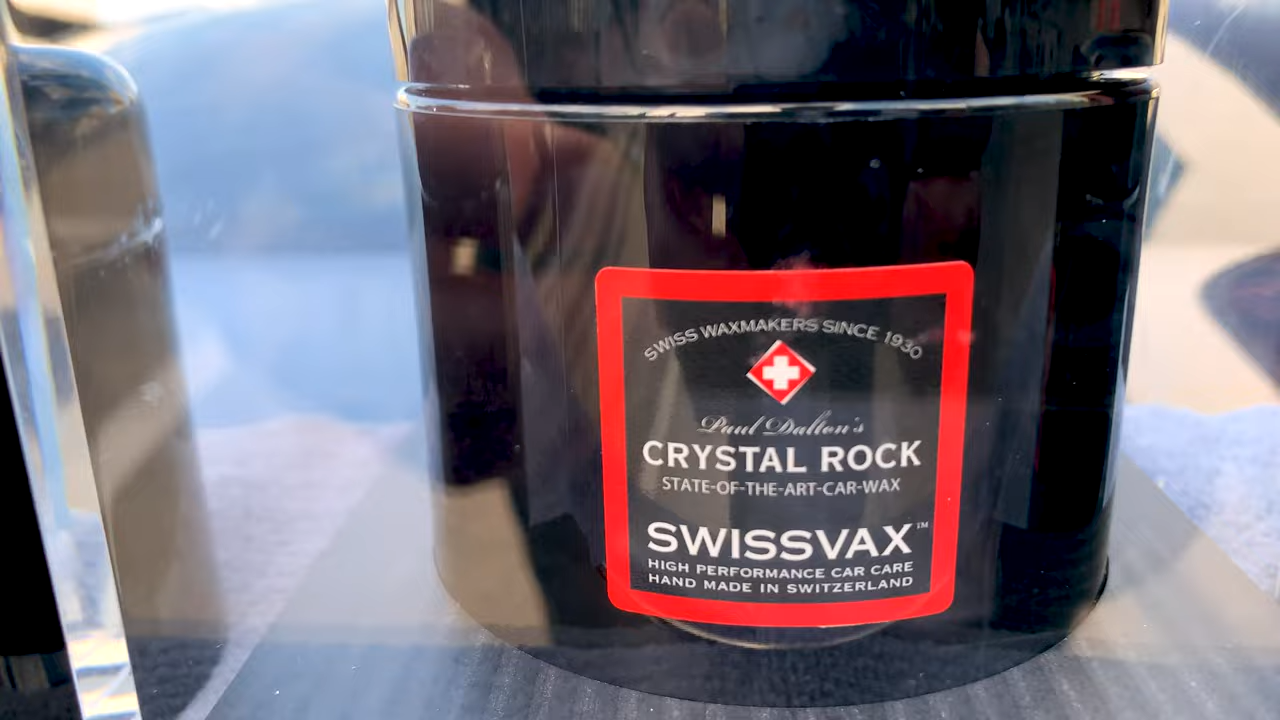 SWISS WAXMAKERS SINCE 1930
Paul Dalton's
CRYSTAL ROCK
STATE-OF-THE-ART-CAR-WAX
SWISSVAX™
HIGH PERFORMANCE CAR CARE
HAND MADE IN SWITZERLAND